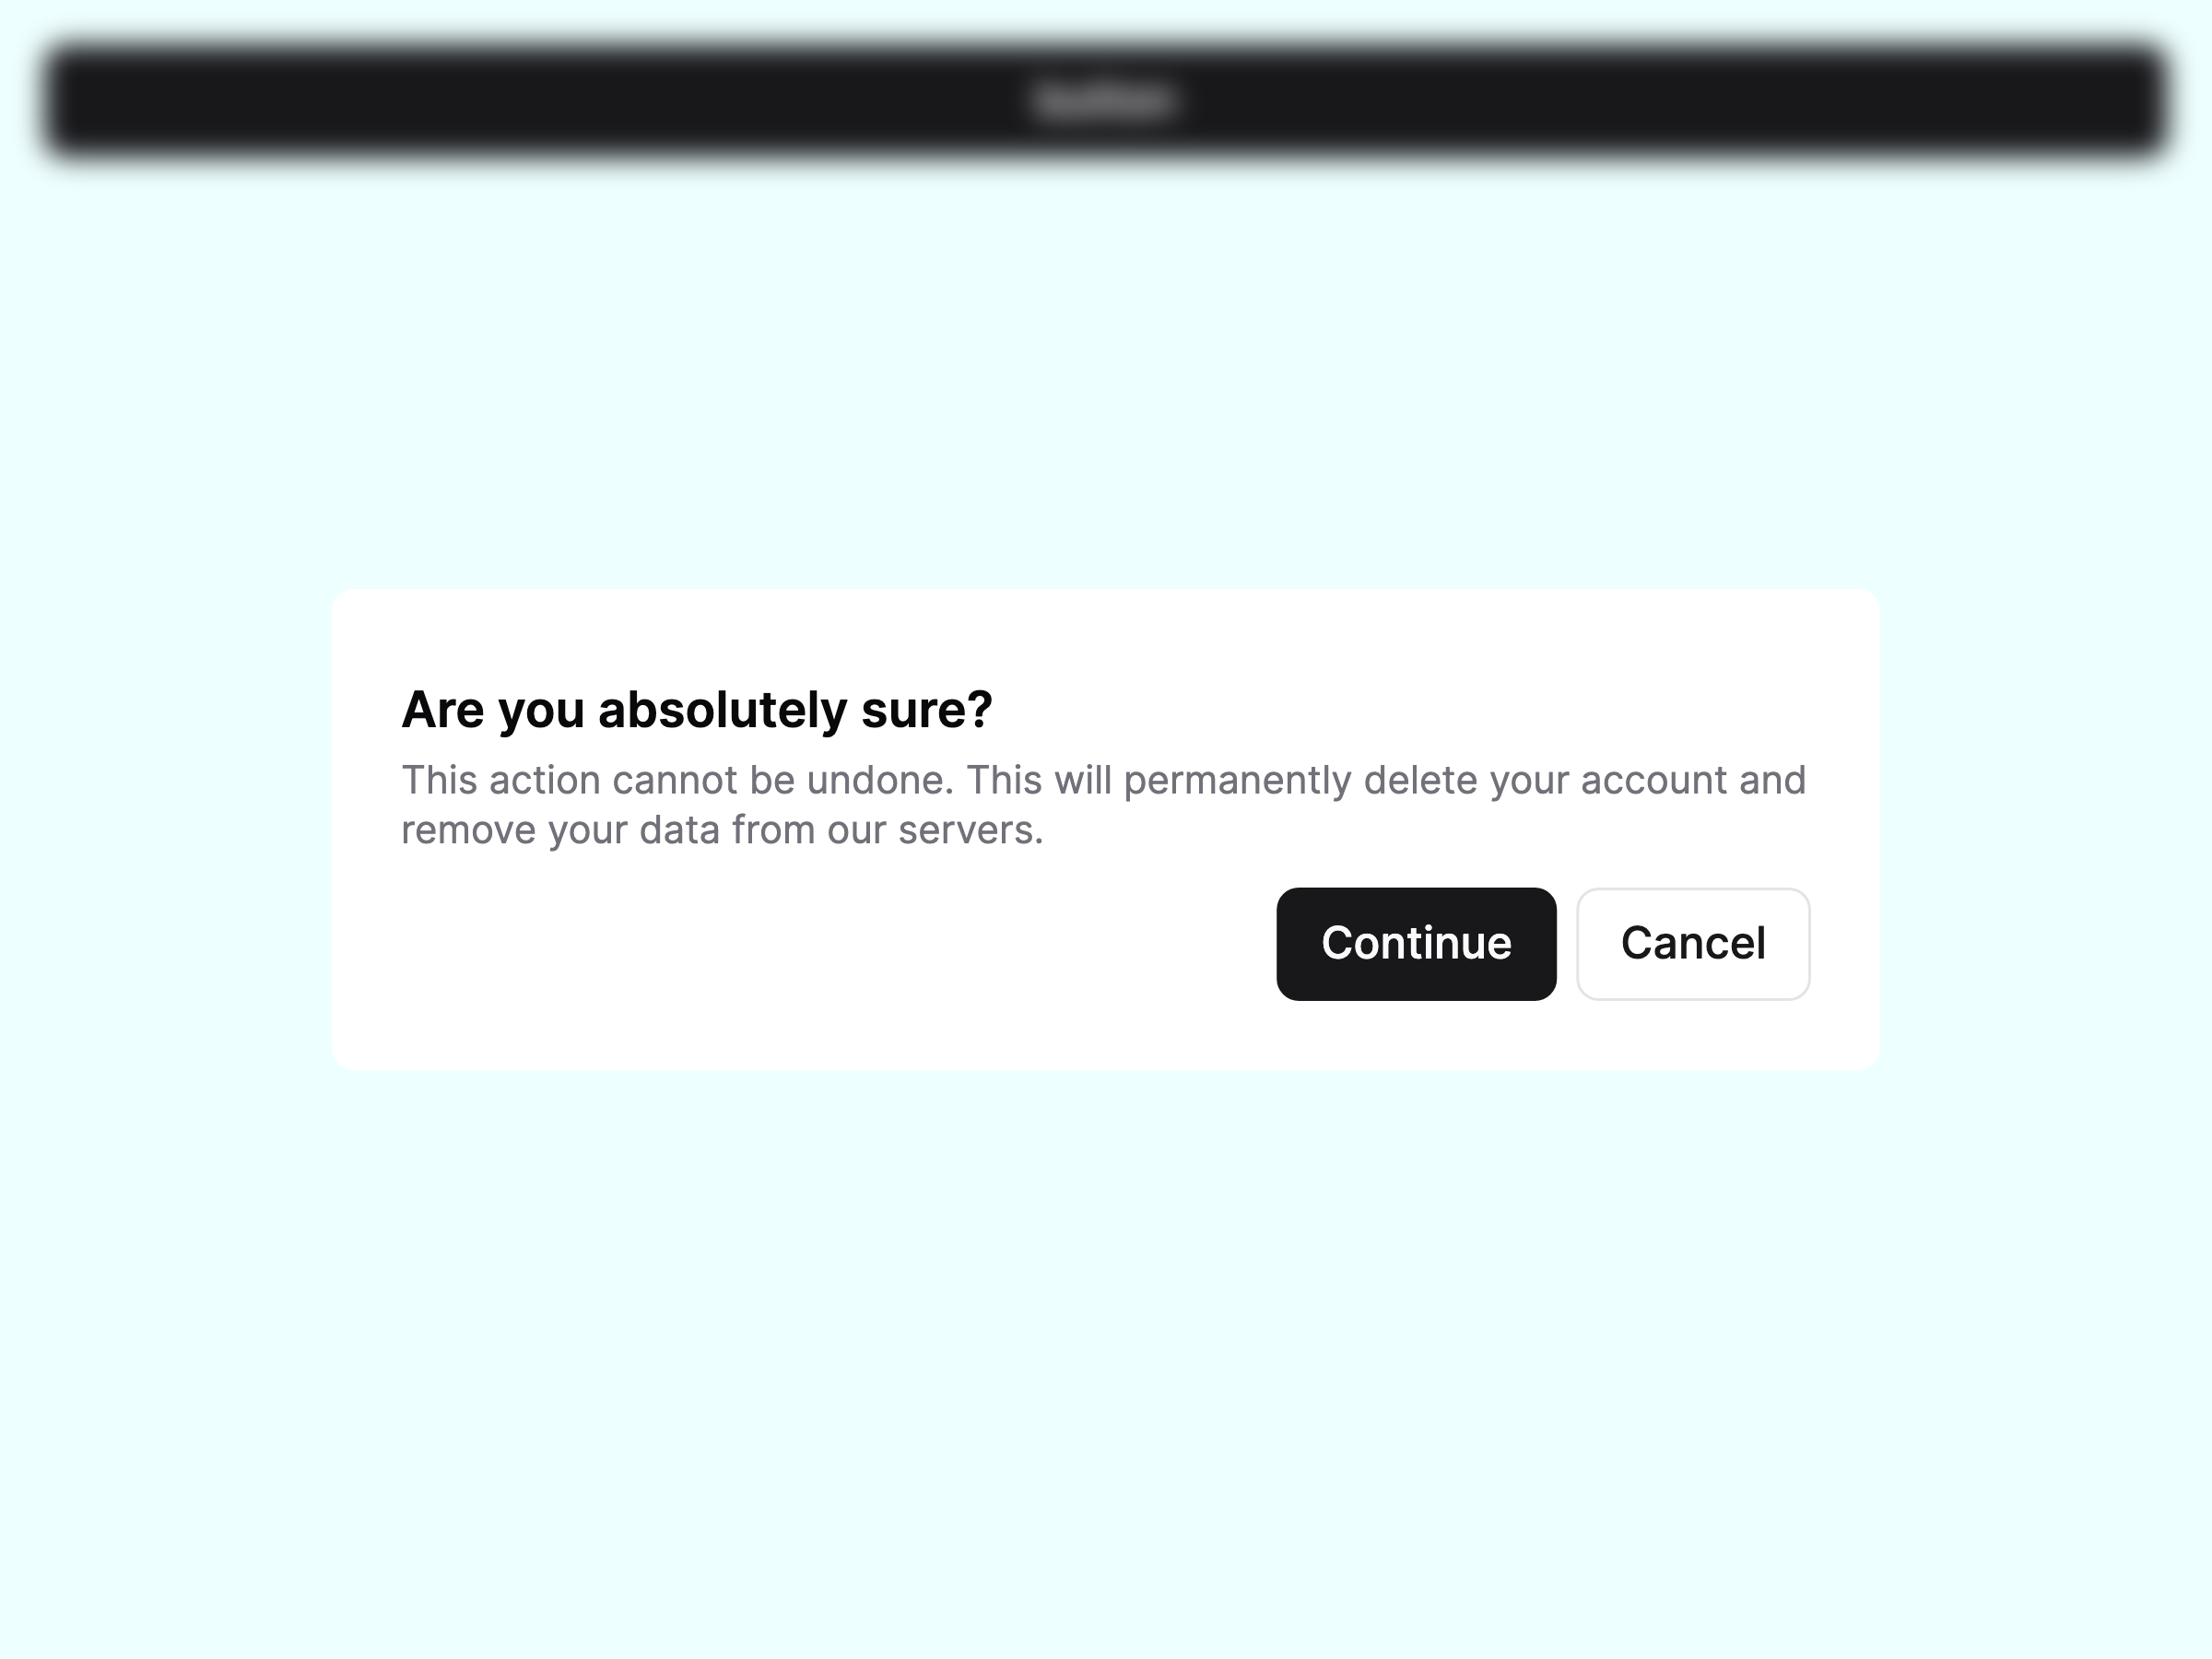 Are you absolutely sure?
This action cannot be undone. This will permanently delete your account and
remove your data from our servers.
Continue
Cancel